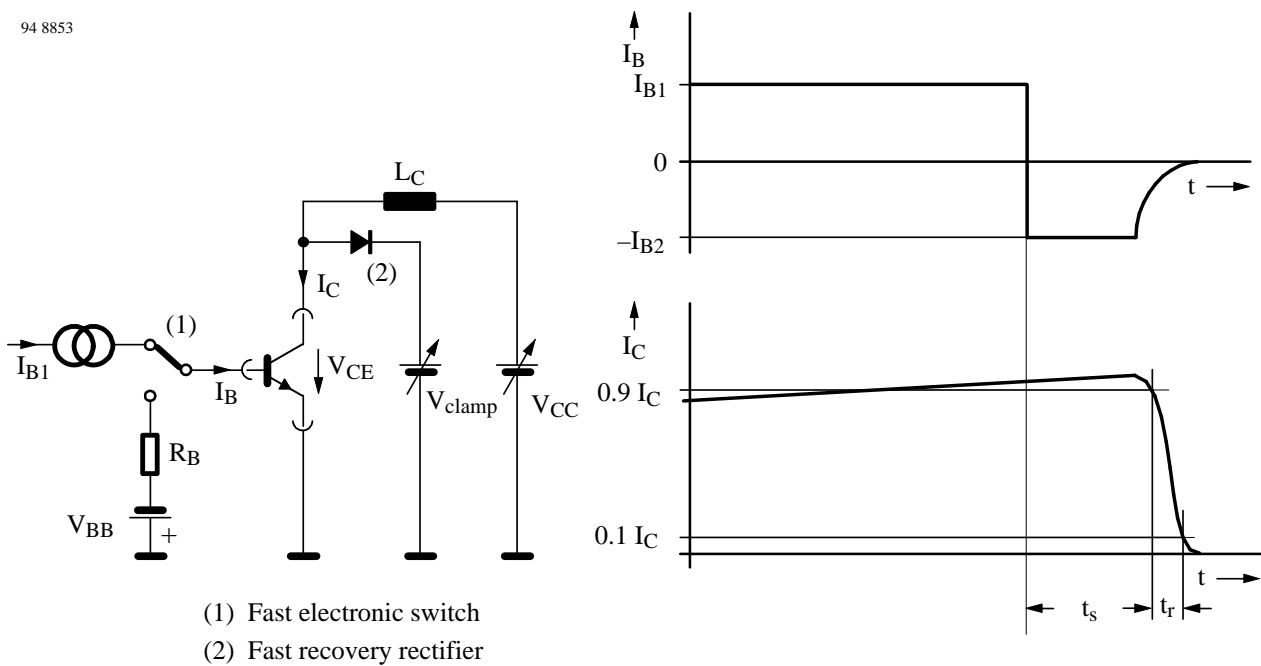 94 8853
I_B
I_B1
0
t
–I_B2
L_C
(2)
I_C
I_B1
(1)
I_B
V_CE
V_clamp
V_CC
R_B
V_BB
+
I_C
0.9 I_C
0.1 I_C
t
t_s
t_r
(1) Fast electronic switch
(2) Fast recovery rectifier